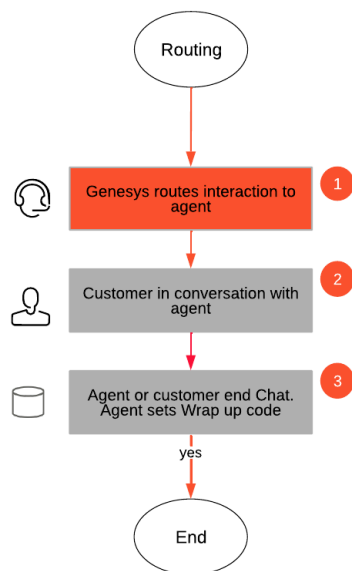 Routing
1
Genesys routes interaction to
agent
2
Customer in conversation with
agent
3
Agent or customer end Chat.
Agent sets Wrap up code
yes
End